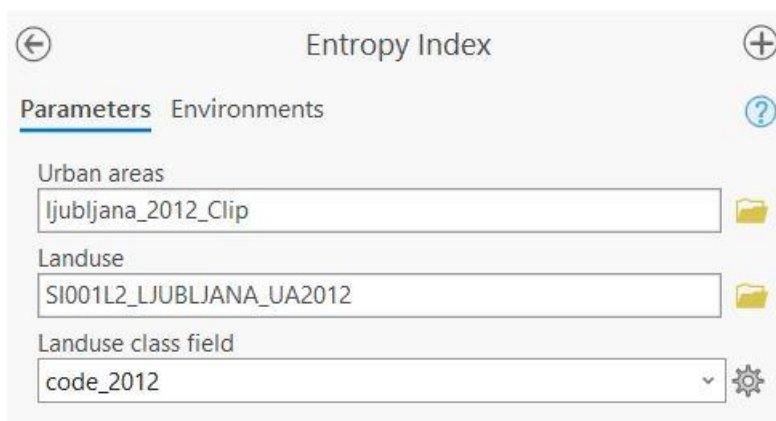 Entropy Index
Parameters Environments
Urban areas
ljubljana_2012_Clip
Landuse
SI001L2_LJUBLJANA_UA2012
Landuse class field
code_2012